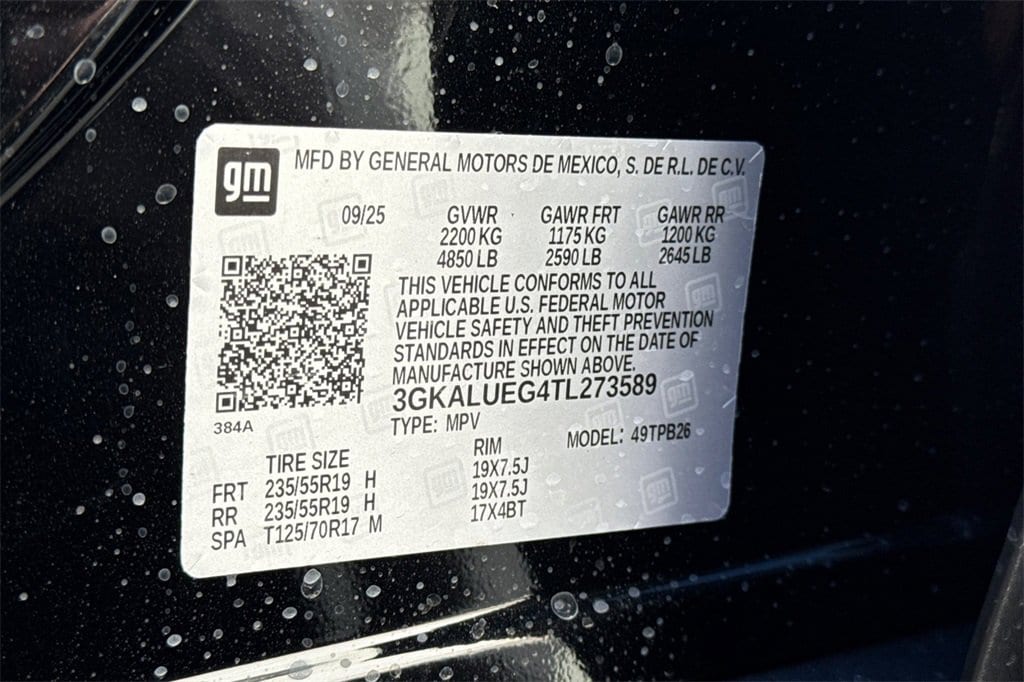 gm
MFD BY GENERAL MOTORS DE MEXICO, S. DE R.L. DE C.V.
09/25 GVWR GAWR FRT GAWR RR
2200 KG 1175 KG 1200 KG
4850 LB 2590 LB 2645 LB
THIS VEHICLE CONFORMS TO ALL
APPLICABLE U.S. FEDERAL MOTOR
VEHICLE SAFETY AND THEFT PREVENTION
STANDARDS IN EFFECT ON THE DATE OF
MANUFACTURE SHOWN ABOVE.
3GKALUEG4TL273589
384A
TYPE: MPV MODEL: 49TPB26
TIRE SIZE RIM
FRT 235/55R19 H 19X7.5J
RR 235/55R19 H 19X7.5J
SPA T125/70R17 M 17X4BT